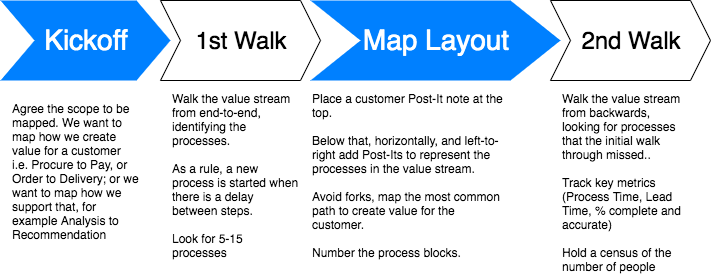 Kickoff
1st Walk
Map Layout
2nd Walk
Agree the scope to be
mapped. We want to
map how we create
value for a customer
i.e. Procure to Pay, or
Order to Delivery; or we
want to map how we
support that, for
example Analysis to
Recommendation
Walk the value stream
from end-to-end,
identifying the
processes.
As a rule, a new
process is started when
there is a delay
between steps.
Look for 5-15
processes
Place a customer Post-It note at the
top.
Below that, horizontally, and left-to-
right add Post-Its to represent the
processes in the value stream.
Avoid forks, map the most common
path to create value for the
customer.
Number the process blocks.
Walk the value stream
from backwards,
looking for processes
that the initial walk
through missed..
Track key metrics
(Process Time, Lead
Time, % complete and
accurate)
Hold a census of the
number of people